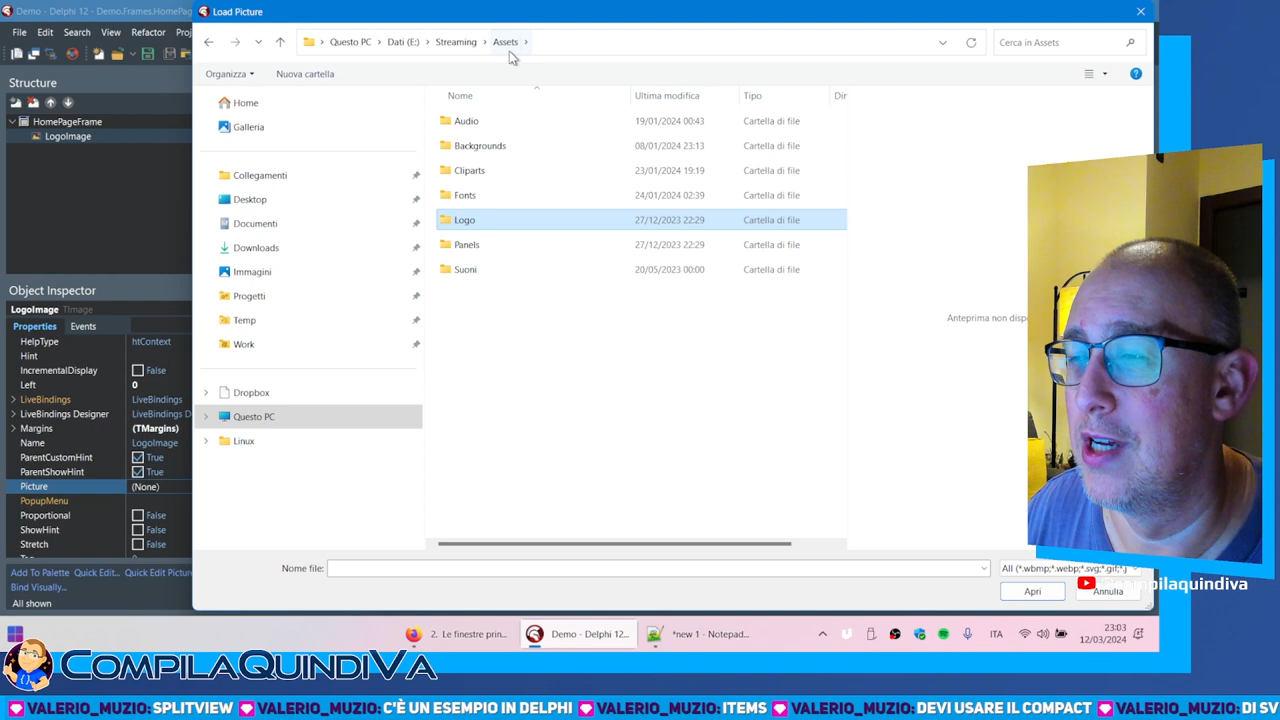 Demo - Delphi 12 - Demo.Frames.HomePage
File Edit Search View Refactor Proj
Structure
HomePageFrame
LogoImage
Object Inspector
LogoImage TImage
Properties Events
HelpType htContext
Hint
IncrementalDisplay False
Left 0
LiveBindings LiveBindings
LiveBindings Designer LiveBindings D
Margins (TMargins)
Name LogoImage
ParentCustomHint True
ParentShowHint True
Picture (None)
PopupMenu
Proportional False
ShowHint False
Stretch False
Add To Palette Quick Edit... Quick Edit Picture
Bind Visually...
All shown
Load Picture
Questo PC Dati (E:) Streaming Assets
Cerca in Assets
Organizza Nuova cartella
Home
Galleria
Collegamenti
Desktop
Documenti
Downloads
Immagini
Progetti
Temp
Work
Dropbox
Questo PC
Linux
Nome Ultima modifica Tipo Dir
Audio 19/01/2024 00:43 Cartella di file
Backgrounds 08/01/2024 23:13 Cartella di file
Cliparts 23/01/2024 19:19 Cartella di file
Fonts 24/01/2024 02:39 Cartella di file
Logo 27/12/2023 22:29 Cartella di file
Panels 27/12/2023 22:29 Cartella di file
Suoni 20/05/2023 00:00 Cartella di file
Anteprima non dispo
Nome file:
All (*.wbmp;*.webp;*.svg;*.gif;*.j
Apri Annulla
compilaquindiva
2. Le finestre prin...
Demo - Delphi 12...
*new 1 - Notepad...
ITA
23:03
12/03/2024
CompilaQuindiVa
VALERIO_MUZIO: SPLITVIEW VALERIO_MUZIO: C'È UN ESEMPIO IN DELPHI VALERIO_MUZIO: ITEMS VALERIO_MUZIO: DEVI USARE IL COMPACT VALERIO_MUZIO: DI SV